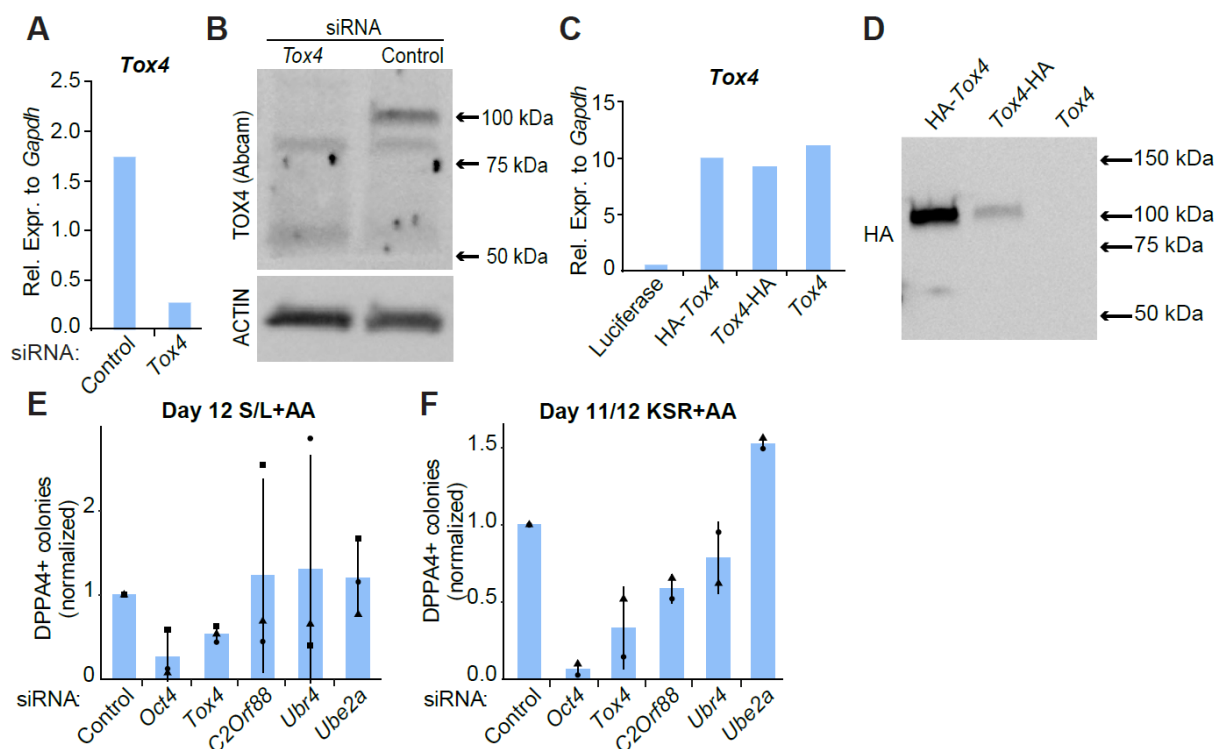 A
Tox4
Rel. Expr. to Gapdh
2.5
2.0
1.5
1.0
0.5
0.0
siRNA:
Control
Tox4
B
siRNA
Tox4 Control
TOX4 (Abcam)
100 kDa
75 kDa
50 kDa
ACTIN
C
Tox4
Rel. Expr. to Gapdh
15
10
5
0
Luciferase
HA-Tox4
Tox4-HA
Tox4
D
HA-Tox4
Tox4-HA
Tox4
HA
150 kDa
100 kDa
75 kDa
50 kDa
E
Day 12 S/L+AA
DPPA4+ colonies
(normalized)
2
1
0
siRNA:
Control
Oct4
Tox4
C2Orf88
Ubr4
Ube2a
F
Day 11/12 KSR+AA
DPPA4+ colonies
(normalized)
1.5
1.0
0.5
0.0
siRNA:
Control
Oct4
Tox4
C2Orf88
Ubr4
Ube2a